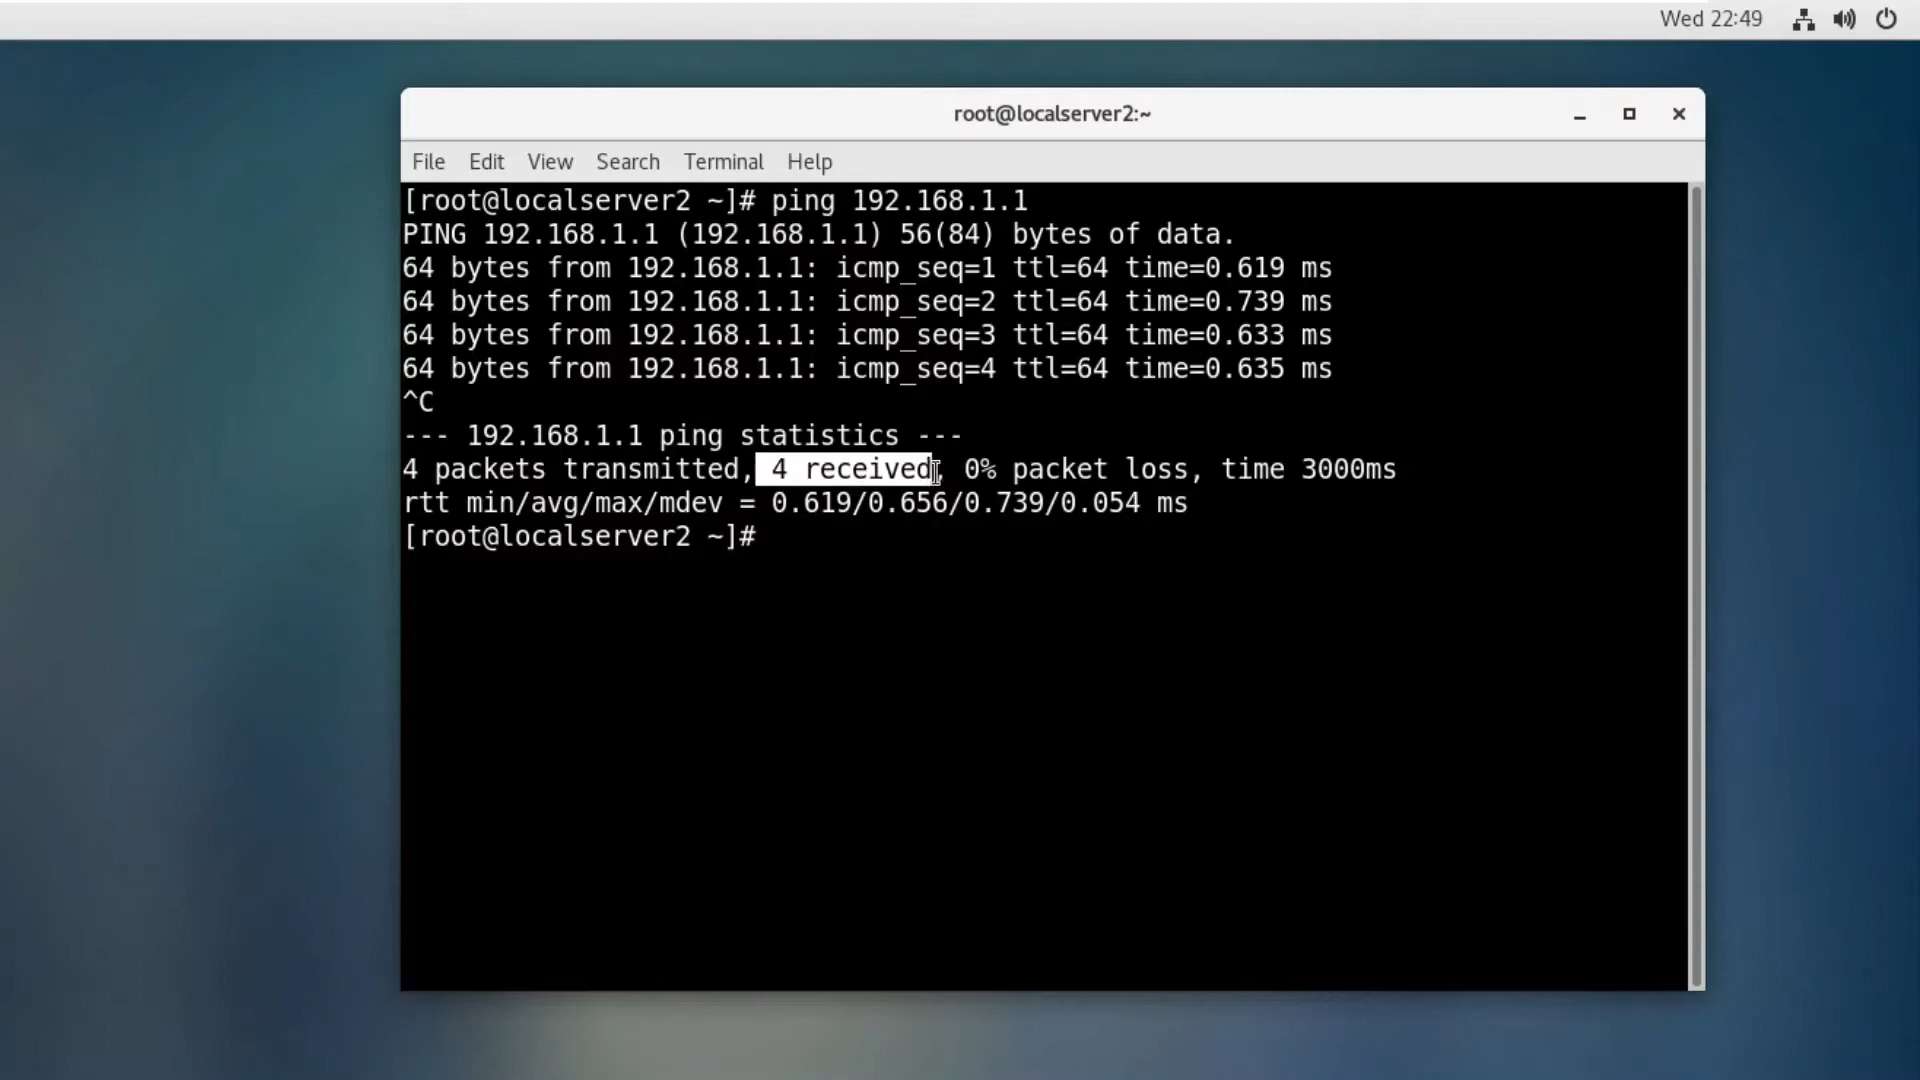 Wed 22:49
root@localserver2:~
File Edit View Search Terminal Help
[root@localserver2 ~]# ping 192.168.1.1
PING 192.168.1.1 (192.168.1.1) 56(84) bytes of data.
64 bytes from 192.168.1.1: icmp_seq=1 ttl=64 time=0.619 ms
64 bytes from 192.168.1.1: icmp_seq=2 ttl=64 time=0.739 ms
64 bytes from 192.168.1.1: icmp_seq=3 ttl=64 time=0.633 ms
64 bytes from 192.168.1.1: icmp_seq=4 ttl=64 time=0.635 ms
^C
--- 192.168.1.1 ping statistics ---
4 packets transmitted, 4 received, 0% packet loss, time 3000ms
rtt min/avg/max/mdev = 0.619/0.656/0.739/0.054 ms
[root@localserver2 ~]#